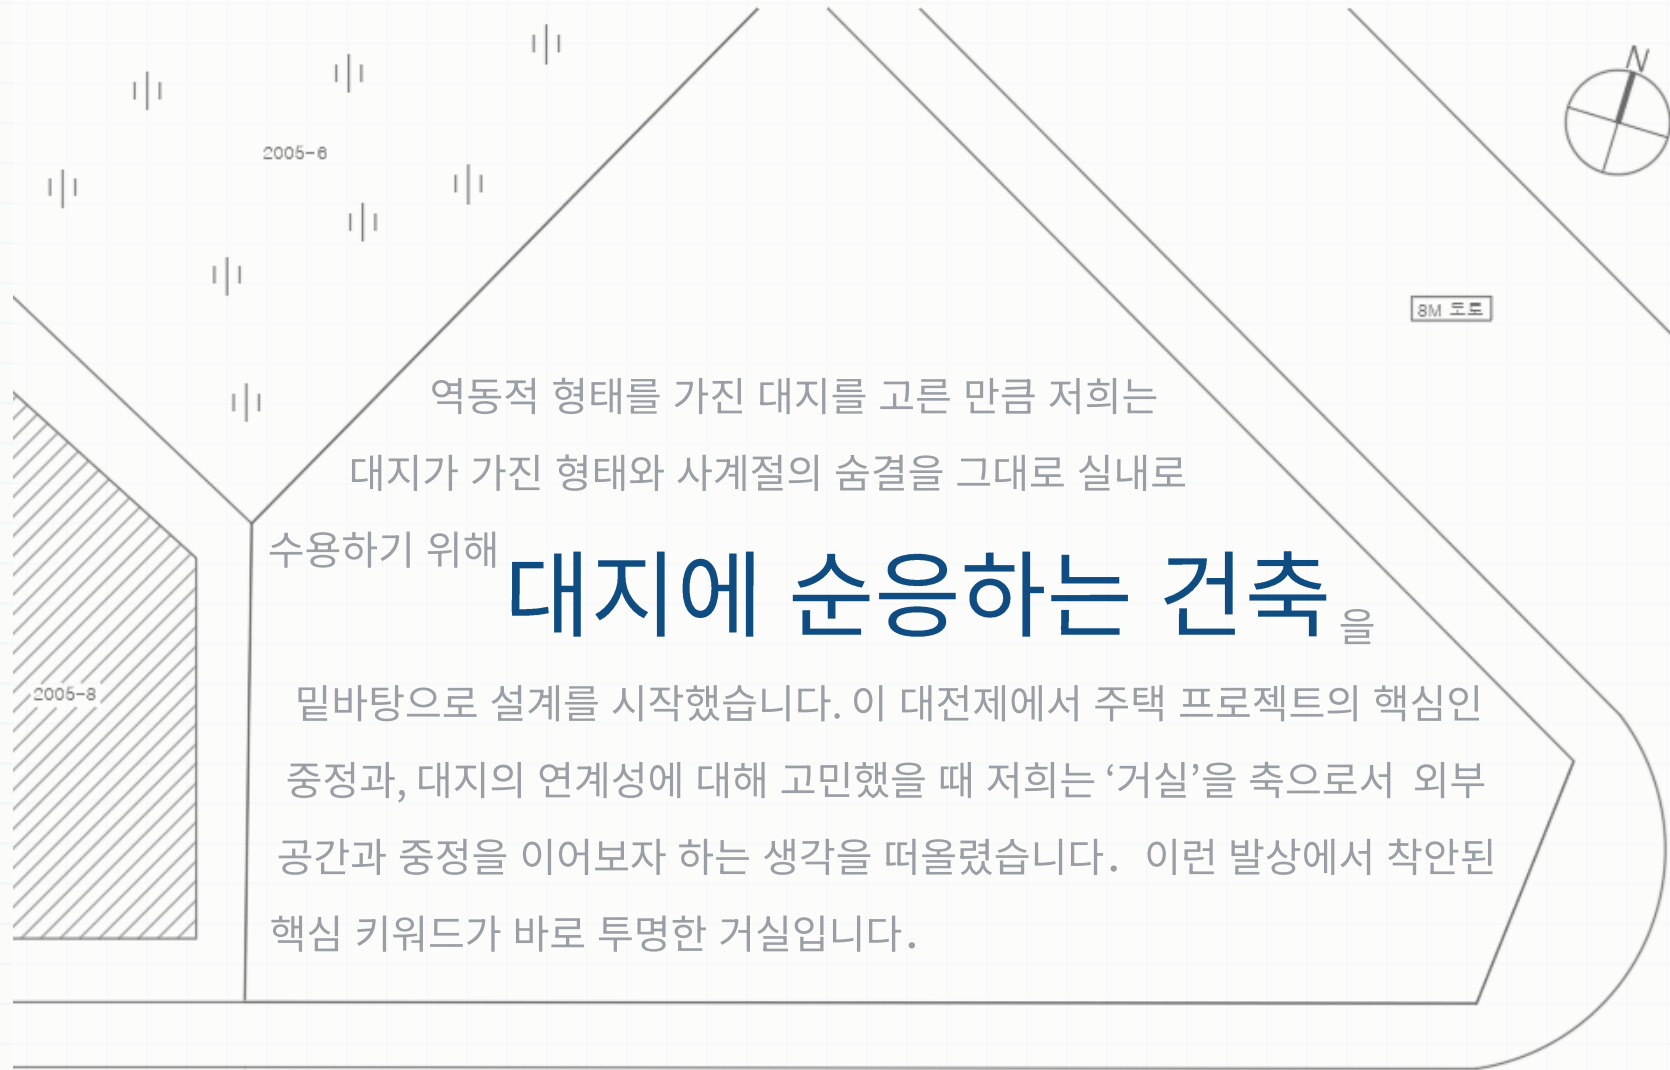 N
2005-6
8M 도로
역동적 형태를 가진 대지를 고른 만큼 저희는
대지가 가진 형태와 사계절의 숨결을 그대로 실내로
수용하기 위해 대지에 순응하는 건축을
2005-8
밑바탕으로 설계를 시작했습니다. 이 대전제에서 주택 프로젝트의 핵심인
중정과, 대지의 연계성에 대해 고민했을 때 저희는 ‘거실’을 축으로서 외부
공간과 중정을 이어보자 하는 생각을 떠올렸습니다. 이런 발상에서 착안된
핵심 키워드가 바로 투명한 거실입니다.